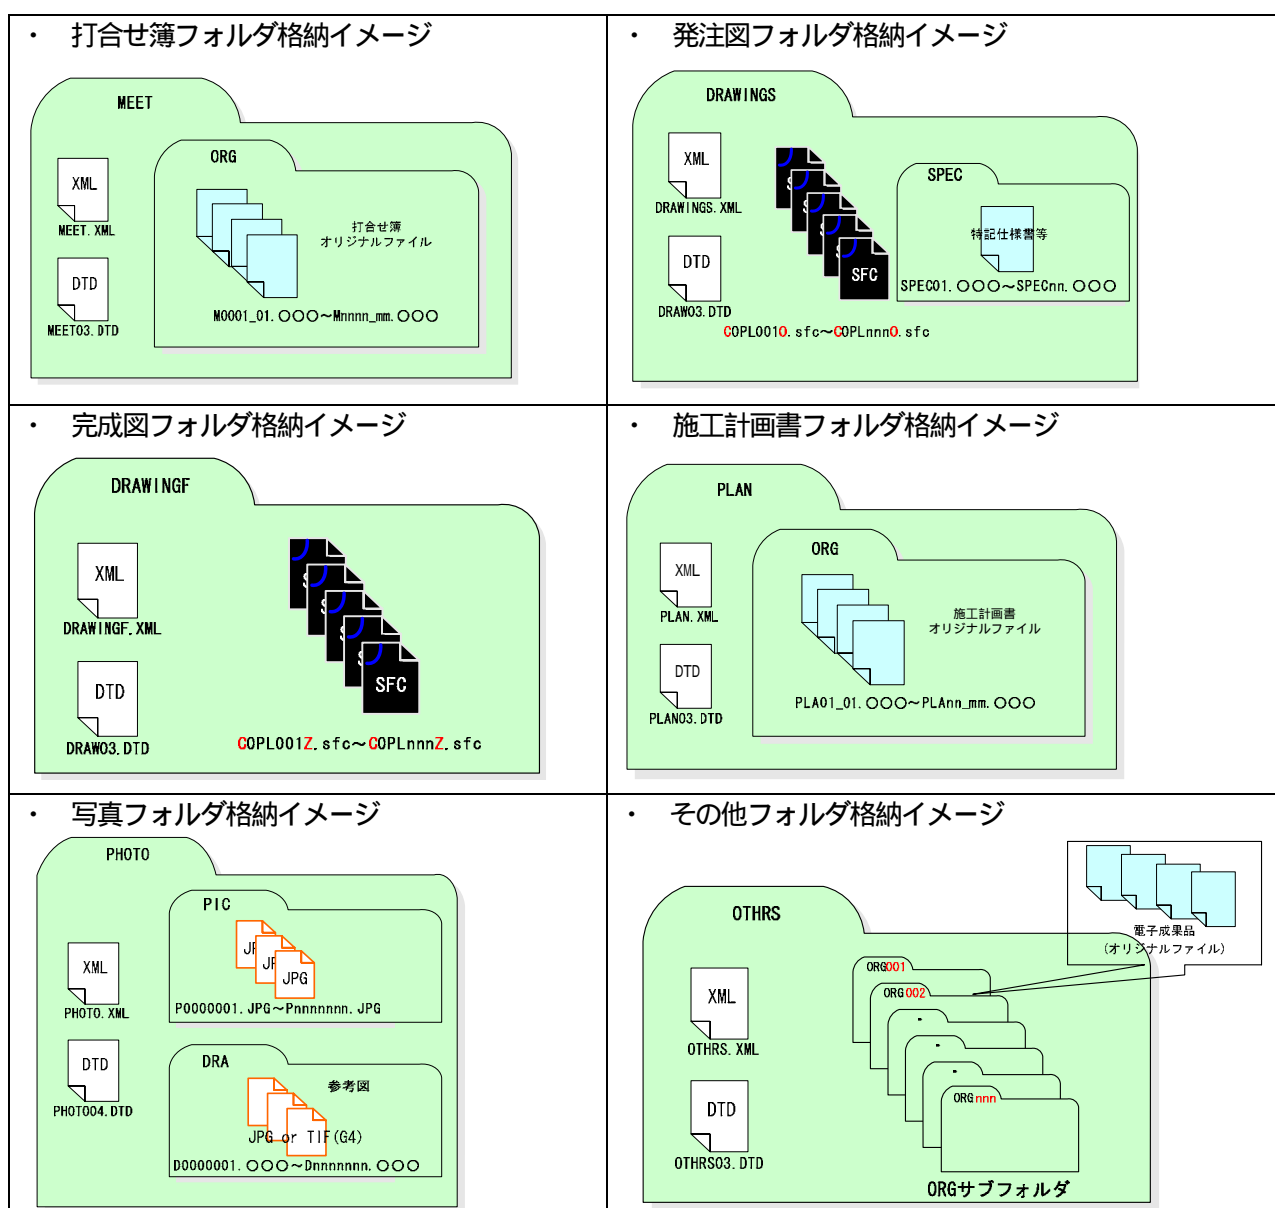 ・ 打合せ簿フォルダ格納イメージ
MEET
XML
MEET.XML
DTD
MEET03.DTD
ORG
打合せ簿
オリジナルファイル
M0001_01.〇〇〇～Mnnnn_mm.〇〇〇
・ 発注図フォルダ格納イメージ
DRAWINGS
XML
DRAWINGS.XML
DTD
DRAW03.DTD
SFC
COPL001O.sfc～COPLnnnO.sfc
SPEC
特記仕様書等
SPEC01.〇〇〇～SPECnn.〇〇〇
・ 完成図フォルダ格納イメージ
DRAWINGF
XML
DRAWINGF.XML
DTD
DRAW03.DTD
SFC
COPL001Z.sfc～COPLnnnZ.sfc
・ 施工計画書フォルダ格納イメージ
PLAN
XML
PLAN.XML
DTD
PLAN03.DTD
ORG
施工計画書
オリジナルファイル
PLA01_01.〇〇〇～PLAnn_mm.〇〇〇
・ 写真フォルダ格納イメージ
PHOTO
XML
PHOTO.XML
DTD
PHOTO04.DTD
PIC
JPG
P0000001.JPG～Pnnnnnnn.JPG
DRA
参考図
JPG or TIF(G4)
D0000001.〇〇〇～Dnnnnnnn.〇〇〇
・ その他フォルダ格納イメージ
OTHRS
XML
OTHRS.XML
DTD
OTHRS03.DTD
電子成果品
(オリジナルファイル)
ORG001
ORG002
ORGnnn
ORGサブフォルダ